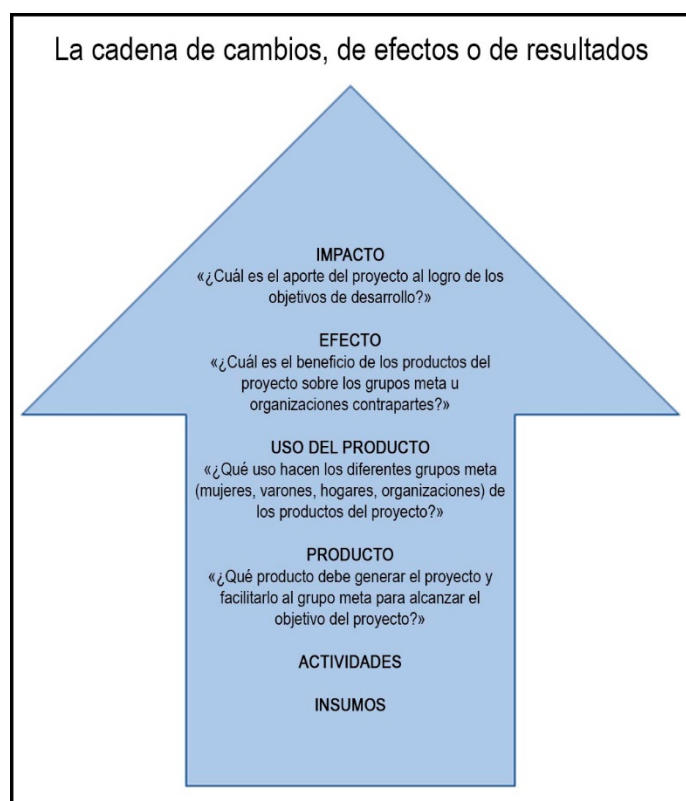 La cadena de cambios, de efectos o de resultados
IMPACTO
«¿Cuál es el aporte del proyecto al logro de los
objetivos de desarrollo?»
EFECTO
«¿Cuál es el beneficio de los productos del
proyecto sobre los grupos meta u
organizaciones contrapartes?»
USO DEL PRODUCTO
«¿Qué uso hacen los diferentes grupos meta
(mujeres, varones, hogares, organizaciones) de
los productos del proyecto?»
PRODUCTO
«¿Qué producto debe generar el proyecto y
facilitarlo al grupo meta para alcanzar el
objetivo del proyecto?»
ACTIVIDADES
INSUMOS